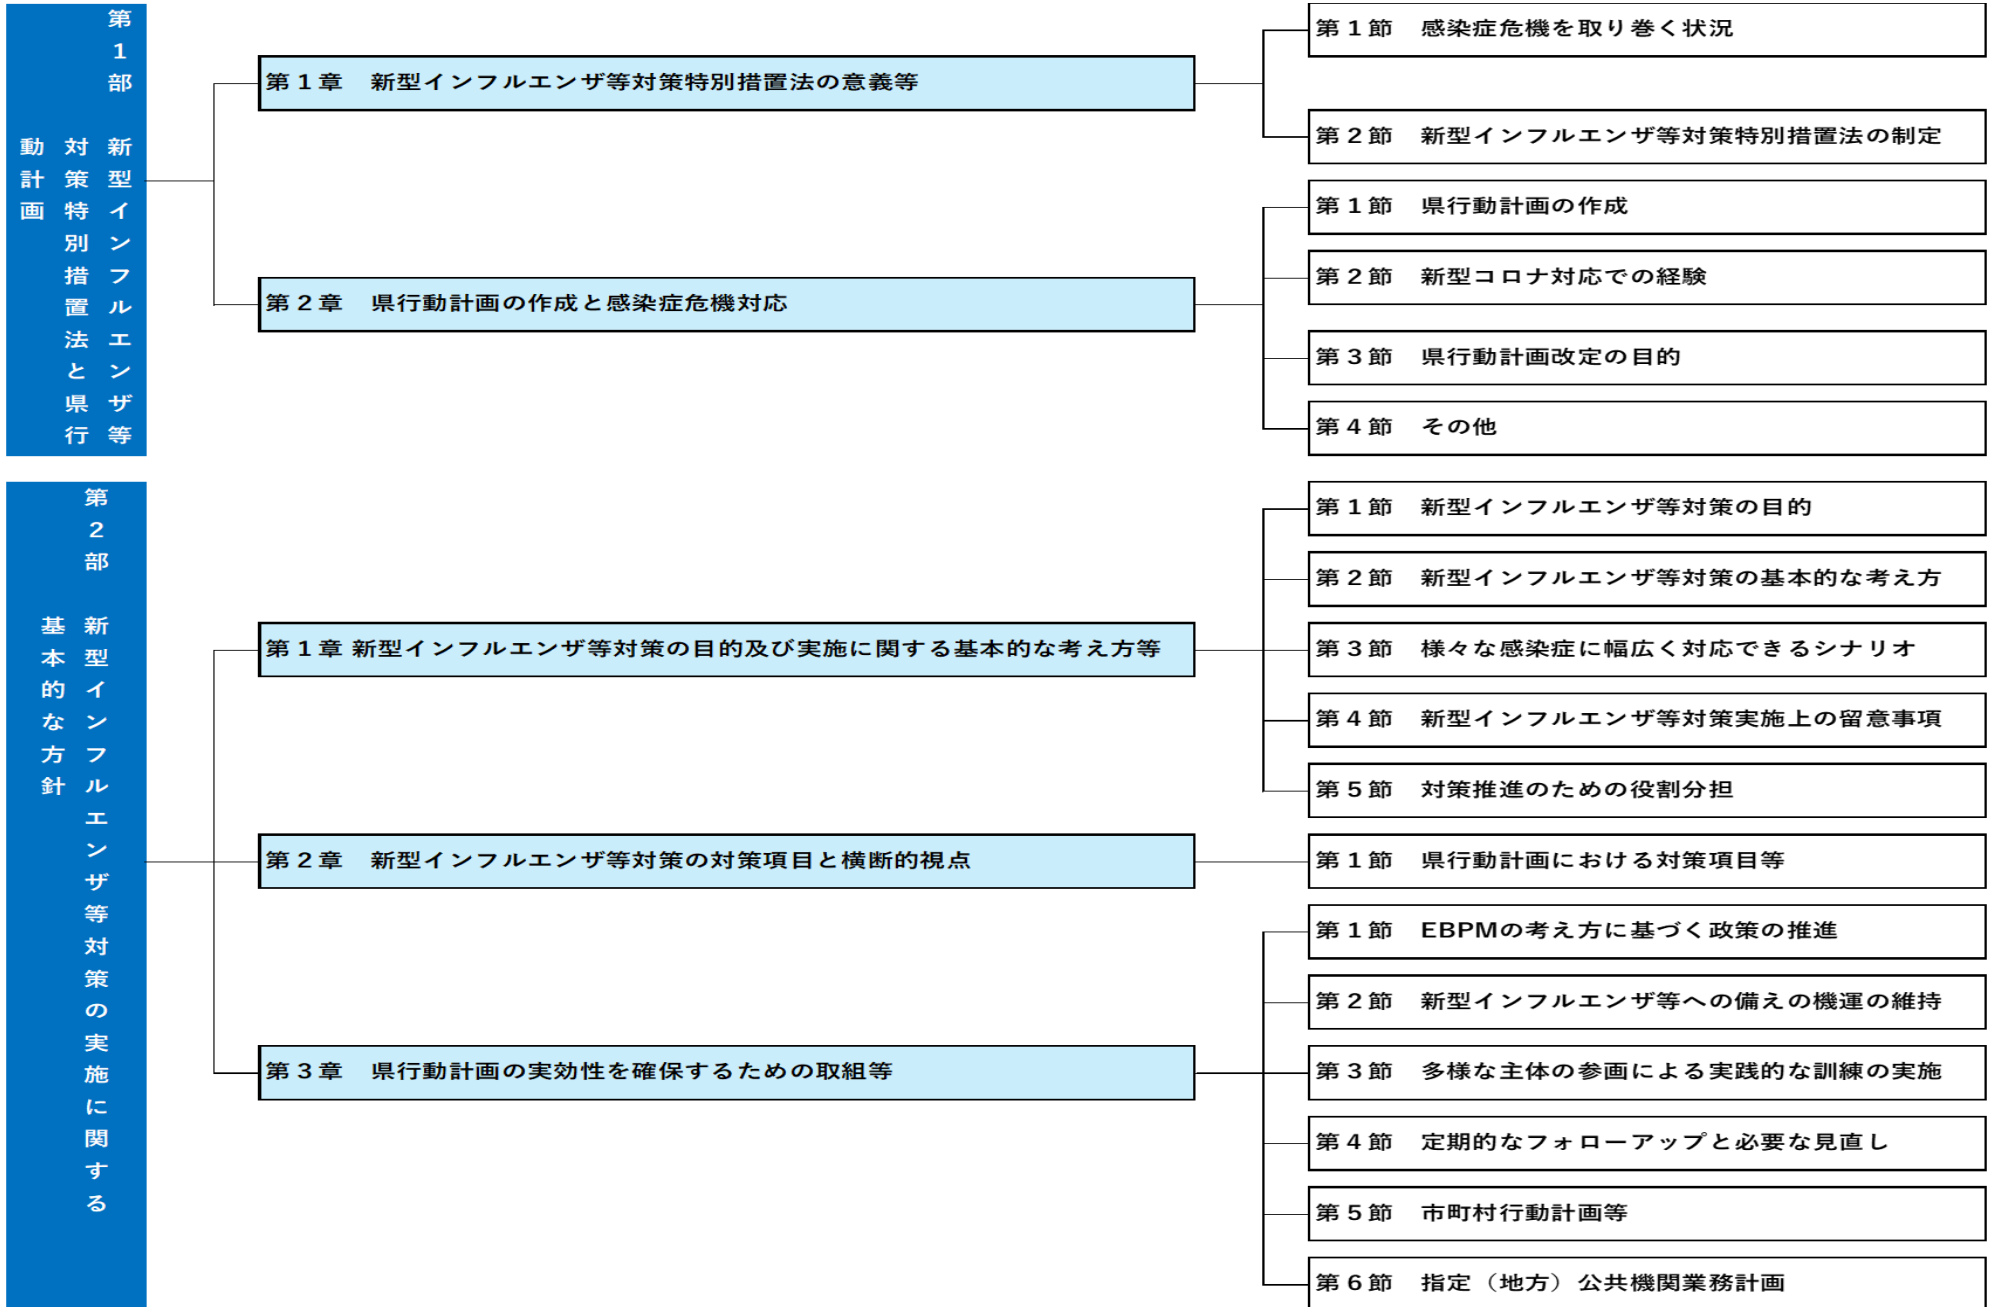 第1部　新型インフルエンザ等
対策特別措置法と県行
動計画
第１章　新型インフルエンザ等対策特別措置法の意義等
第１節　感染症危機を取り巻く状況
第２節　新型インフルエンザ等対策特別措置法の制定
第２章　県行動計画の作成と感染症危機対応
第１節　県行動計画の作成
第２節　新型コロナ対応での経験
第３節　県行動計画改定の目的
第４節　その他
第2部　新型インフルエンザ等対策の実施に関する
基本的な方針
第１章 新型インフルエンザ等対策の目的及び実施に関する基本的な考え方等
第１節　新型インフルエンザ等対策の目的
第２節　新型インフルエンザ等対策の基本的な考え方
第３節　様々な感染症に幅広く対応できるシナリオ
第４節　新型インフルエンザ等対策実施上の留意事項
第５節　対策推進のための役割分担
第２章　新型インフルエンザ等対策の対策項目と横断的視点
第１節　県行動計画における対策項目等
第３章　県行動計画の実効性を確保するための取組等
第１節　EBPMの考え方に基づく政策の推進
第２節　新型インフルエンザ等への備えの機運の維持
第３節　多様な主体の参画による実践的な訓練の実施
第４節　定期的なフォローアップと必要な見直し
第５節　市町村行動計画等
第６節　指定（地方）公共機関業務計画